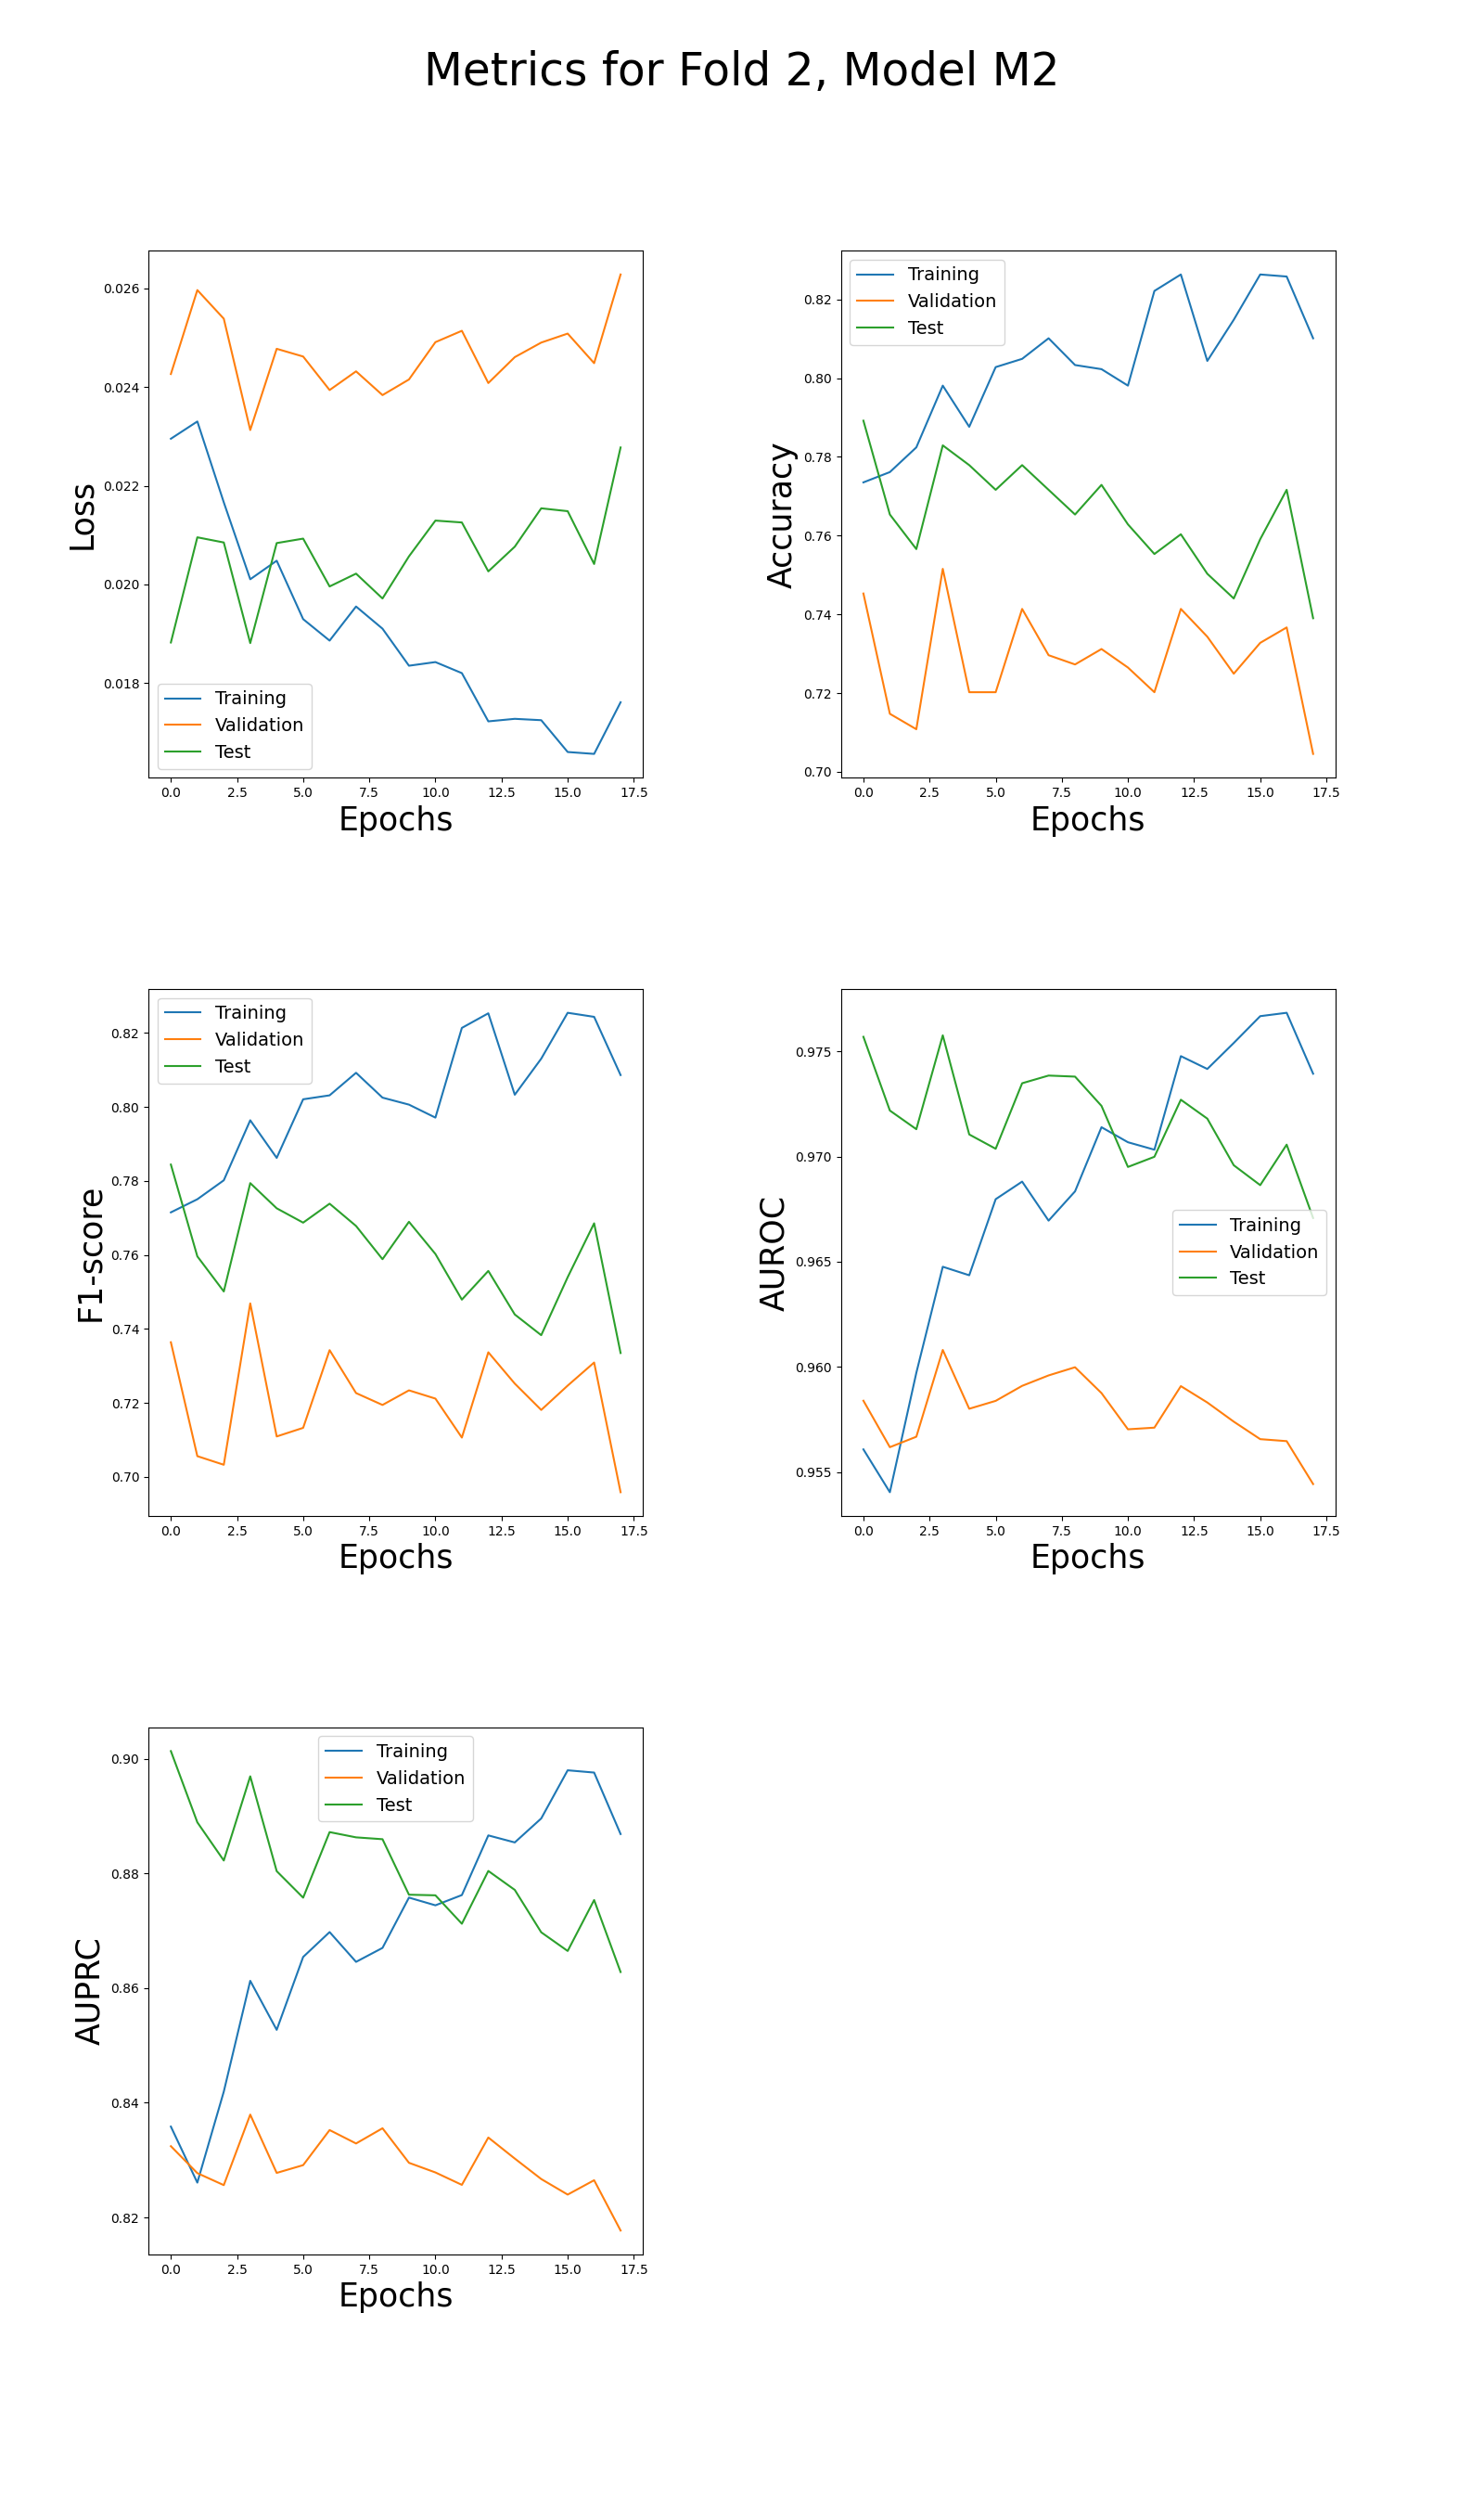 Metrics for Fold 2, Model M2
Loss
0.026
0.024
0.022
0.020
0.018
Training
Validation
Test
0.0 2.5 5.0 7.5 10.0 12.5 15.0 17.5
Epochs
Accuracy
0.82
0.80
0.78
0.76
0.74
0.72
0.70
Training
Validation
Test
0.0 2.5 5.0 7.5 10.0 12.5 15.0 17.5
Epochs
F1-score
0.82
0.80
0.78
0.76
0.74
0.72
0.70
Training
Validation
Test
0.0 2.5 5.0 7.5 10.0 12.5 15.0 17.5
Epochs
AUROC
0.975
0.970
0.965
0.960
0.955
Training
Validation
Test
0.0 2.5 5.0 7.5 10.0 12.5 15.0 17.5
Epochs
AUPRC
0.90
0.88
0.86
0.84
0.82
Training
Validation
Test
0.0 2.5 5.0 7.5 10.0 12.5 15.0 17.5
Epochs